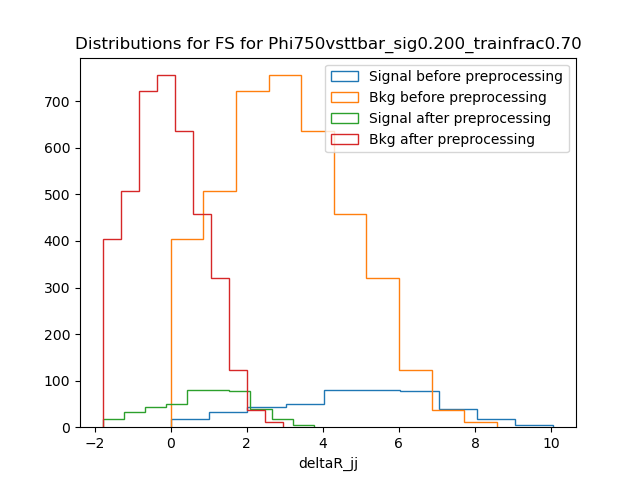 Distributions for FS for Phi750vsttbar_sig0.200_trainfrac0.70
Signal before preprocessing
Bkg before preprocessing
Signal after preprocessing
Bkg after preprocessing
700
600
500
400
300
200
100
0
−2 0 2 4 6 8 10
deltaR_jj